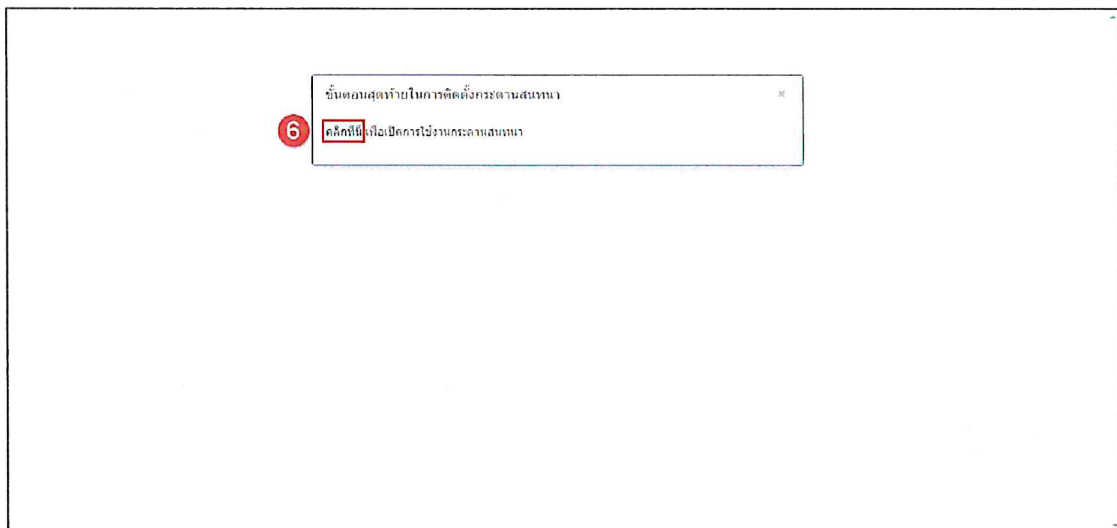 ขั้นตอนสุดท้ายในการติดตั้งกระดานสนทนา ×
6 คลิกที่นี่ เพื่อเปิดการใช้งานกระดานสนทนา